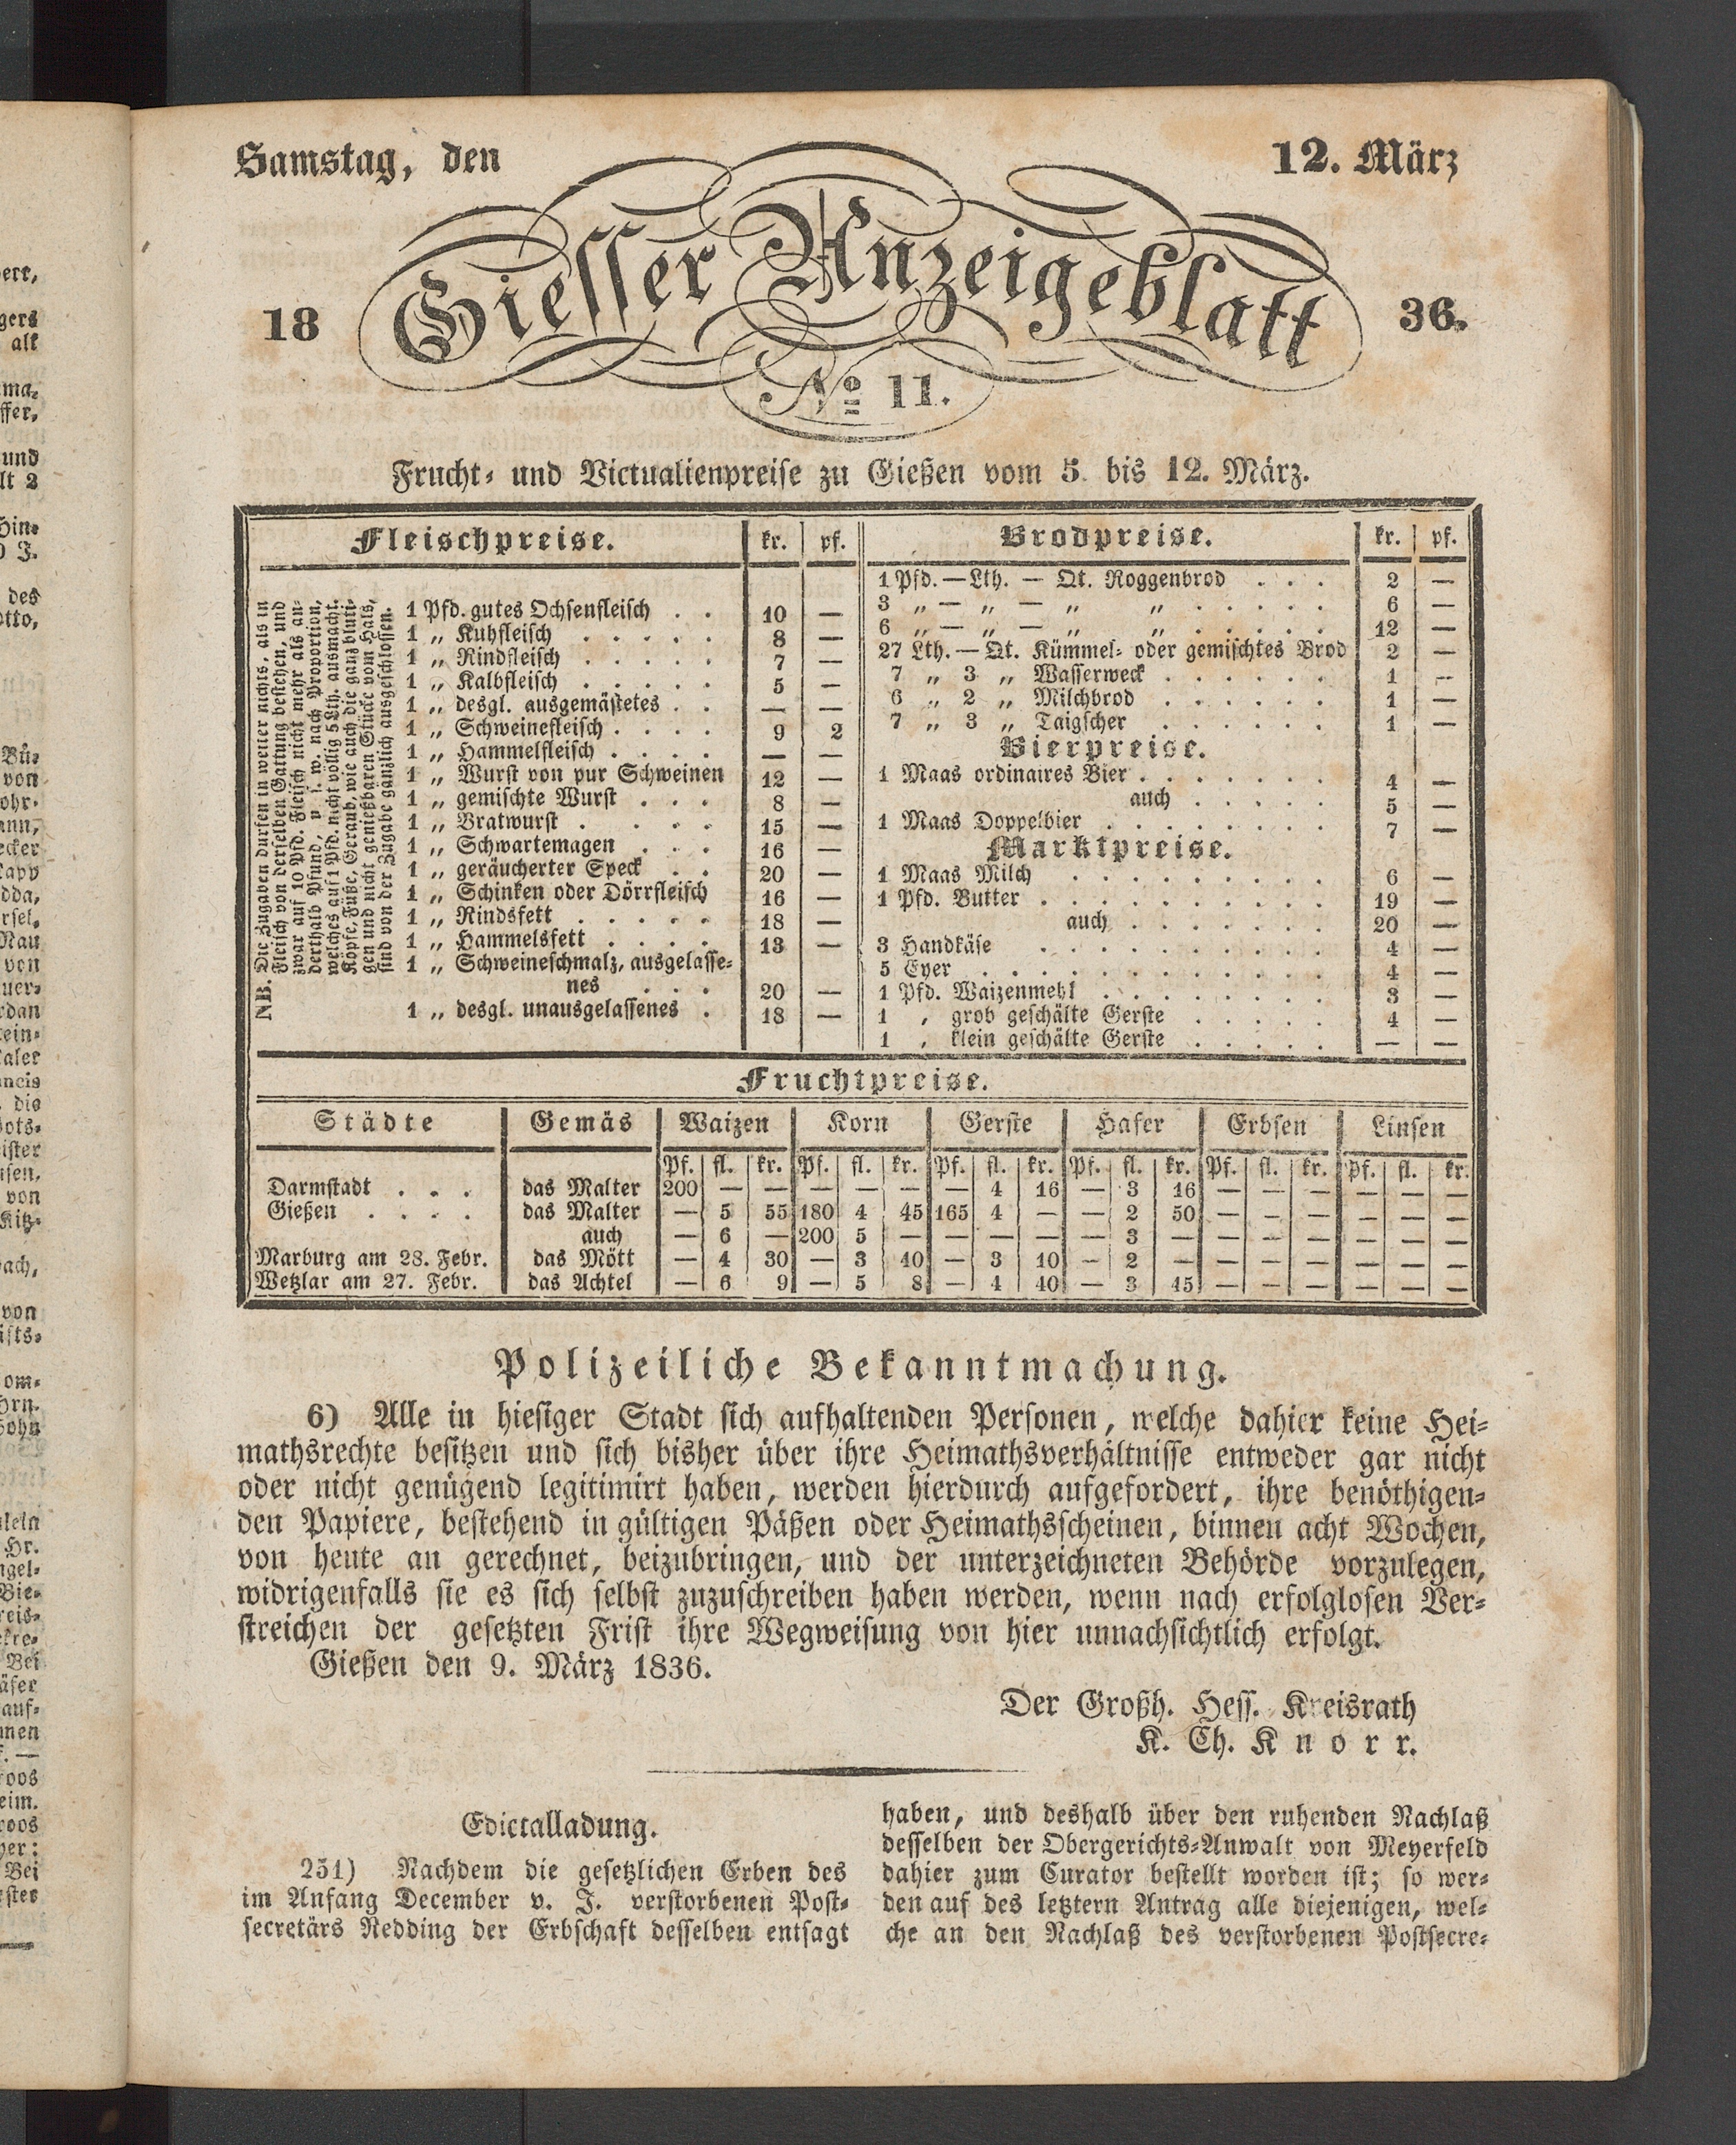 Samstag, den 12. März
18 Giesser Anzeigeblatt 36.
No 11.
Frucht- und Victualienpreise zu Gießen vom 5. bis 12. März.
Fleischpreise. kr. pf.
NB. Die Zugaben dürfen in weiter nichts, als in
Fleisch von derselben Gattung bestehen, und
zwar auf 10 Pfd. Fleisch nicht mehr als an-
derthalb Pfund, u. s. w. nach Proportion,
welches auf 1 Pfd. nicht völlig 5 Lth. ausmacht.
Köpfe, Füße, Geraub, wie auch die ganz bluti-
gen und nicht genießbaren Stücke vom Hals,
sind von der Zugabe gänzlich ausgeschlossen.
1 Pfd. gutes Ochsenfleisch . . 10 —
1 „ Kuhfleisch . . . . . 8 —
1 „ Rindfleisch . . . . . 7 —
1 „ Kalbfleisch . . . . . 5 —
1 „ desgl. ausgemästetes . . — —
1 „ Schweinefleisch . . . . 9 2
1 „ Hammelfleisch . . . . — —
1 „ Wurst von pur Schweinen 12 —
1 „ gemischte Wurst . . . 8 —
1 „ Bratwurst . . . . 15 —
1 „ Schwartemagen . . . 16 —
1 „ geräucherter Speck . . 20 —
1 „ Schinken oder Dörrfleisch 16 —
1 „ Rindsfett . . . . . 18 —
1 „ Hammelsfett . . . . 13 —
1 „ Schweineschmalz, ausgelasse-
nes . . . 20 —
1 „ desgl. unausgelassenes . 18 —
Brodpreise. kr. pf.
1 Pfd. — Lth. — Qt. Roggenbrod . . . 2 —
3 „ — „ — „ „ . . . . . 6 —
6 „ — „ — „ „ . . . . . 12 —
27 Lth. — Qt. Kümmel- oder gemischtes Brod 2 —
7 „ 3 „ Wasserweck . . . . . . 1 —
6 „ 2 „ Milchbrod . . . . . . 1 —
7 „ 3 „ Taigscher . . . . . . 1 —
Bierpreise.
1 Maas ordinaires Bier . . . . . . . 4 —
auch . . . . . 5 —
1 Maas Doppelbier . . . . . . . . 7 —
Marktpreise.
1 Maas Milch . . . . . . . . . 6 —
1 Pfd. Butter . . . . . . . . . . 19 —
auch . . . . . . . 20 —
3 Handkäse . . . . . . . . . . 4 —
5 Eyer . . . . . . . . . . . . 4 —
1 Pfd. Waizenmehl . . . . . . . . 3 —
1 „ grob geschälte Gerste . . . . . 4 —
1 „ klein geschälte Gerste . . . . . — —
Fruchtpreise.
Städte Gemäs Waizen Korn Gerste Hafer Erbsen Linsen
Pf. fl. kr. Pf. fl. kr. Pf. fl. kr. Pf. fl. kr. Pf. fl. kr. Pf. fl. kr.
Darmstadt . . . das Malter 200 — — — — — — 4 16 — 3 16 — — — — — —
Gießen . . . . das Malter — 5 55 180 4 45 165 4 — — 2 50 — — — — — —
auch — 6 — 200 5 — — — — — 3 — — — — — — —
Marburg am 28. Febr. das Mött — 4 30 — 3 40 — 3 10 — 2 — — — — — — —
Wetzlar am 27. Febr. das Achtel — 6 9 — 5 8 — 4 40 — 3 45 — — — — — —
Polizeiliche Bekanntmachung.
6) Alle in hiesiger Stadt sich aufhaltenden Personen, welche dahier keine Hei-
mathsrechte besitzen und sich bisher über ihre Heimathsverhältnisse entweder gar nicht
oder nicht genügend legitimirt haben, werden hierdurch aufgefordert, ihre benöthigen-
den Papiere, bestehend in gültigen Päßen oder Heimathsscheinen, binnen acht Wochen,
von heute an gerechnet, beizubringen, und der unterzeichneten Behörde vorzulegen,
widrigenfalls sie es sich selbst zuzuschreiben haben werden, wenn nach erfolglosen Ver-
streichen der gesetzten Frist ihre Wegweisung von hier unnachsichtlich erfolgt.
Gießen den 9. März 1836.
Der Großh. Hess. Kreisrath
K. Ch. Knorr.
Edictalladung.
251) Nachdem die gesetzlichen Erben des
im Anfang December v. J. verstorbenen Post-
secretärs Redding der Erbschaft desselben entsagt
haben, und deshalb über den ruhenden Nachlaß
desselben der Obergerichts-Anwalt von Meyerfeld
dahier zum Curator bestellt worden ist; so wer-
den auf des letztern Antrag alle diejenigen, wel-
che an den Nachlaß des verstorbenen Postsecre-